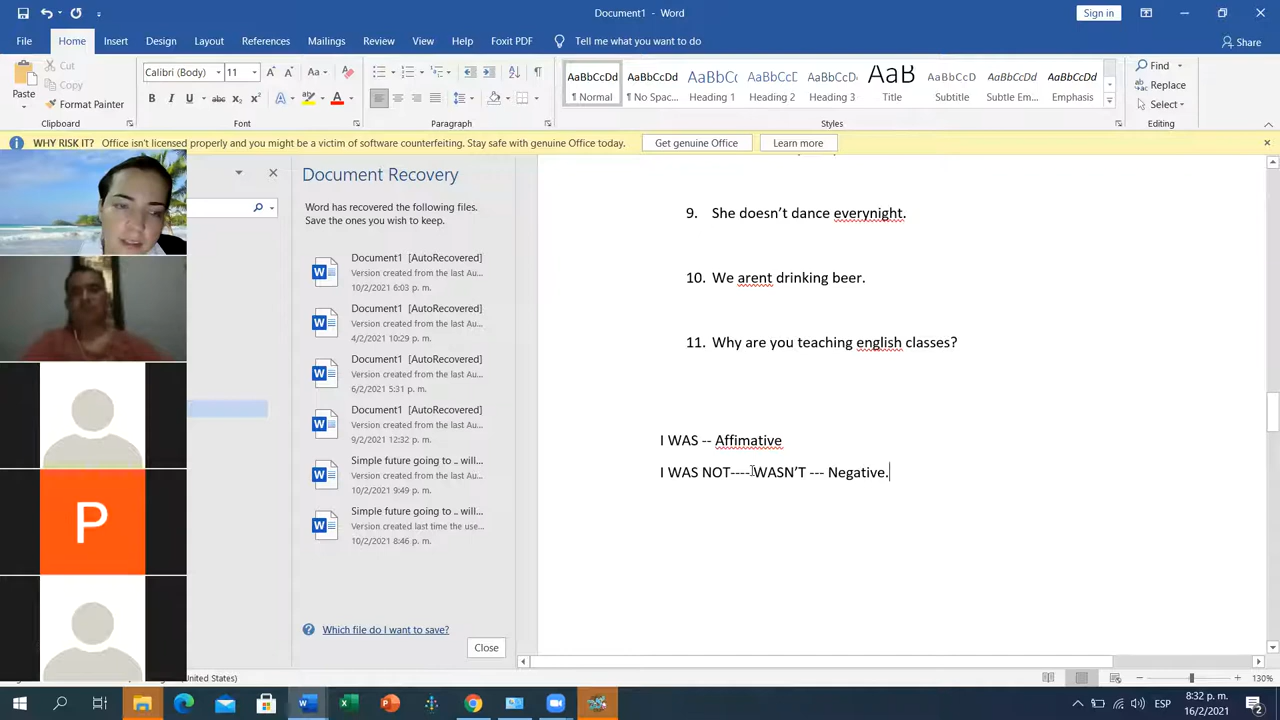 Document1 - Word
Sign in
File Home Insert Draw Design Layout References Mailings Review View Help Foxit PDF Tell me what you want to do Share
Cut
Copy
Paste
Format Painter
Clipboard
Calibri (Body) 11
Font
Paragraph
AaBbCcDd AaBbCcDd AaBbC( AaBbCcC AaBbCcD AaB AaBbCcD AaBbCcDd AaBbCcDd
¶ Normal ¶ No Spac... Heading 1 Heading 2 Heading 3 Title Subtitle Subtle Em... Emphasis
Styles
Find
Replace
Select
Editing
WHY RISK IT? Office isn't licensed properly and you might be a victim of software counterfeiting. Stay safe with genuine Office today. Get genuine Office Learn more
Document Recovery
Word has recovered the following files.
Save the ones you wish to keep.
Document1 [AutoRecovered]
Version created from the last Au...
10/2/2021 6:03 p. m.
Document1 [AutoRecovered]
Version created from the last Au...
4/2/2021 10:29 p. m.
Document1 [AutoRecovered]
Version created from the last Au...
6/2/2021 5:31 p. m.
Document1 [AutoRecovered]
Version created from the last Au...
9/2/2021 12:32 p. m.
Simple future going to .. will...
Version created from the last Au...
10/2/2021 9:49 p. m.
Simple future going to .. will...
Version created last time the use...
10/2/2021 8:46 p. m.
Which file do I want to save?
Close
9. She doesn't dance everynight.
10. We arent drinking beer.
11. Why are you teaching english classes?
I WAS -- Affimative
I WAS NOT----WASN'T --- Negative.
P
United States)
130%
8:32 p. m.
16/2/2021